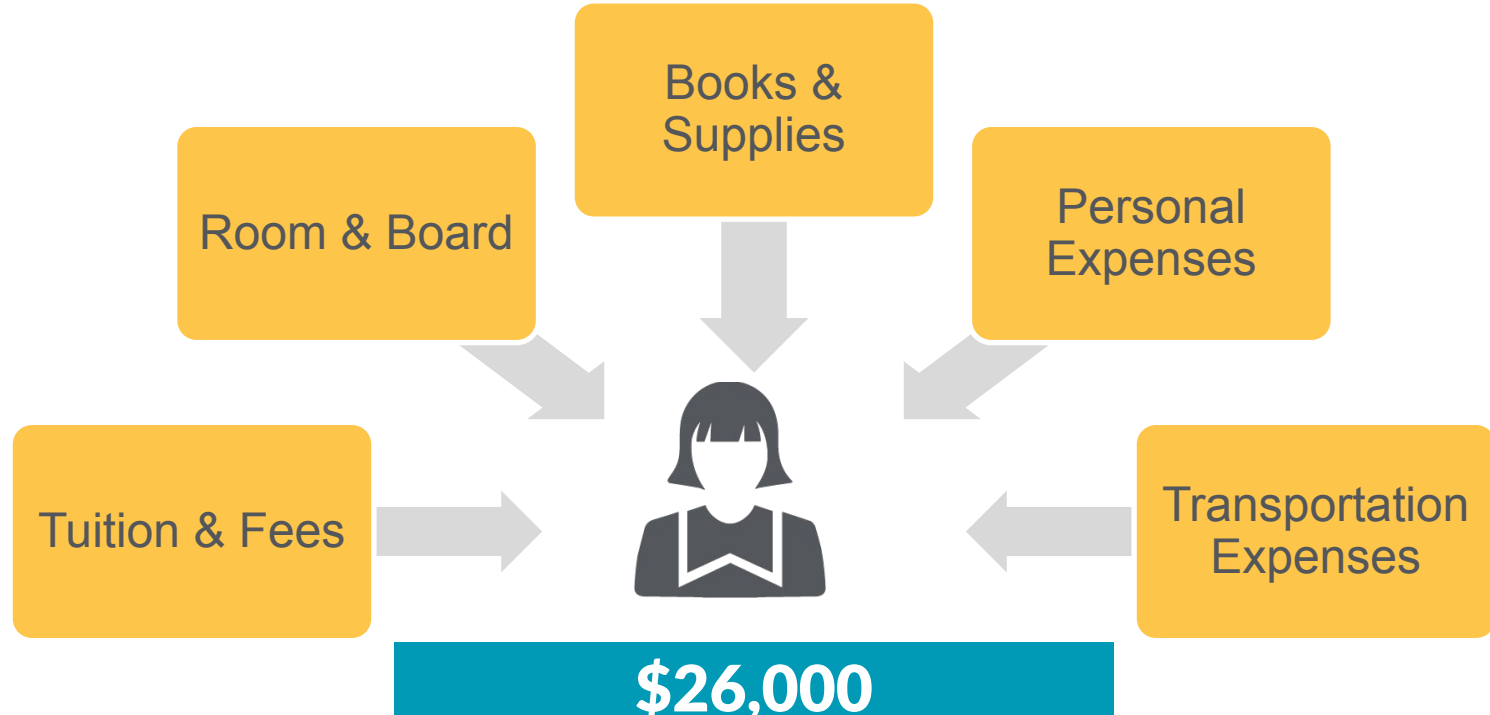 Books &
Supplies
Room & Board
Personal
Expenses
Tuition & Fees
Transportation
Expenses
$26,000